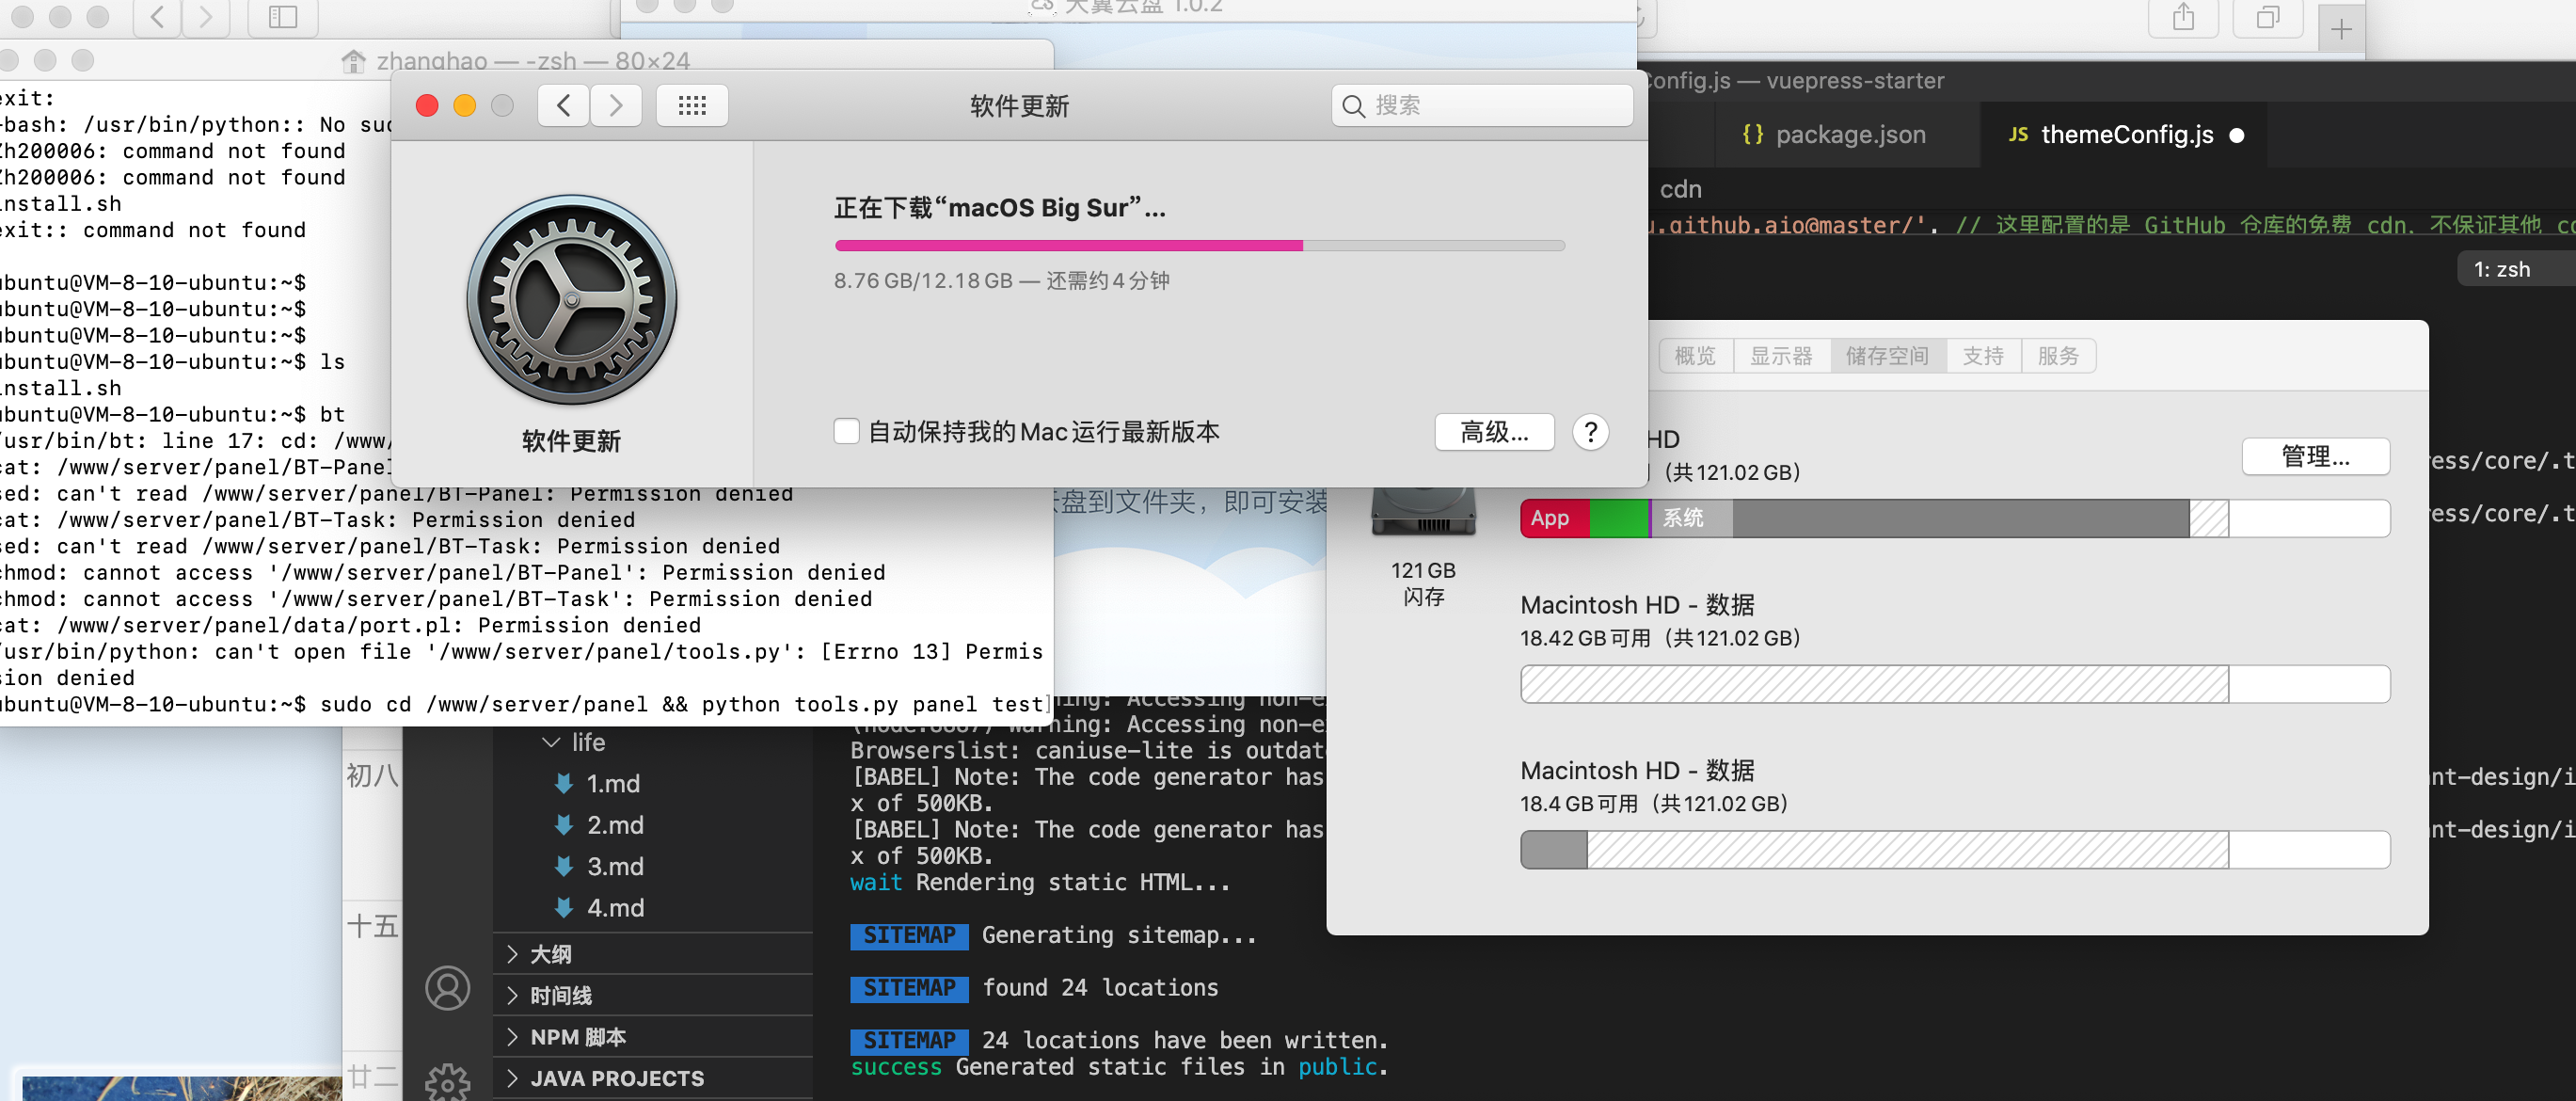 天翼云盘 1.0.2
zhanghao — -zsh — 80×24
exit:
-bash: /usr/bin/python:: No suc
Zh200006: command not found
Zh200006: command not found
install.sh
exit:: command not found
ubuntu@VM-8-10-ubuntu:~$
ubuntu@VM-8-10-ubuntu:~$
ubuntu@VM-8-10-ubuntu:~$
ubuntu@VM-8-10-ubuntu:~$ ls
install.sh
ubuntu@VM-8-10-ubuntu:~$ bt
/usr/bin/bt: line 17: cd: /www/
cat: /www/server/panel/BT-Panel
sed: can't read /www/server/panel/BT-Panel: Permission denied
cat: /www/server/panel/BT-Task: Permission denied
sed: can't read /www/server/panel/BT-Task: Permission denied
chmod: cannot access '/www/server/panel/BT-Panel': Permission denied
chmod: cannot access '/www/server/panel/BT-Task': Permission denied
cat: /www/server/panel/data/port.pl: Permission denied
/usr/bin/python: can't open file '/www/server/panel/tools.py': [Errno 13] Permis
sion denied
ubuntu@VM-8-10-ubuntu:~$ sudo cd /www/server/panel && python tools.py panel test
软件更新
搜索
正在下载“macOS Big Sur”...
8.76 GB/12.18 GB — 还需约 4 分钟
软件更新
自动保持我的 Mac 运行最新版本
高级...
?
云盘到文件夹，即可安装
Config.js — vuepress-starter
{} package.json
JS themeConfig.js
cdn
u.github.aio@master/', // 这里配置的是 GitHub 仓库的免费 cdn，不保证其他 c
1: zsh
概览
显示器
储存空间
支持
服务
HD
（共121.02 GB）
管理...
App
系统
121 GB
闪存
Macintosh HD - 数据
18.42 GB 可用（共121.02 GB）
Macintosh HD - 数据
18.4 GB 可用（共121.02 GB）
ress/core/.t
ress/core/.t
ant-design/i
ant-design/i
初八
十五
廿二
life
1.md
2.md
3.md
4.md
大纲
时间线
NPM 脚本
JAVA PROJECTS
ning: Accessing non-e
Warning: Accessing non-e
Browserslist: caniuse-lite is outdat
[BABEL] Note: The code generator has
x of 500KB.
[BABEL] Note: The code generator has
x of 500KB.
wait Rendering static HTML...
SITEMAP Generating sitemap...
SITEMAP found 24 locations
SITEMAP 24 locations have been written.
success Generated static files in public.